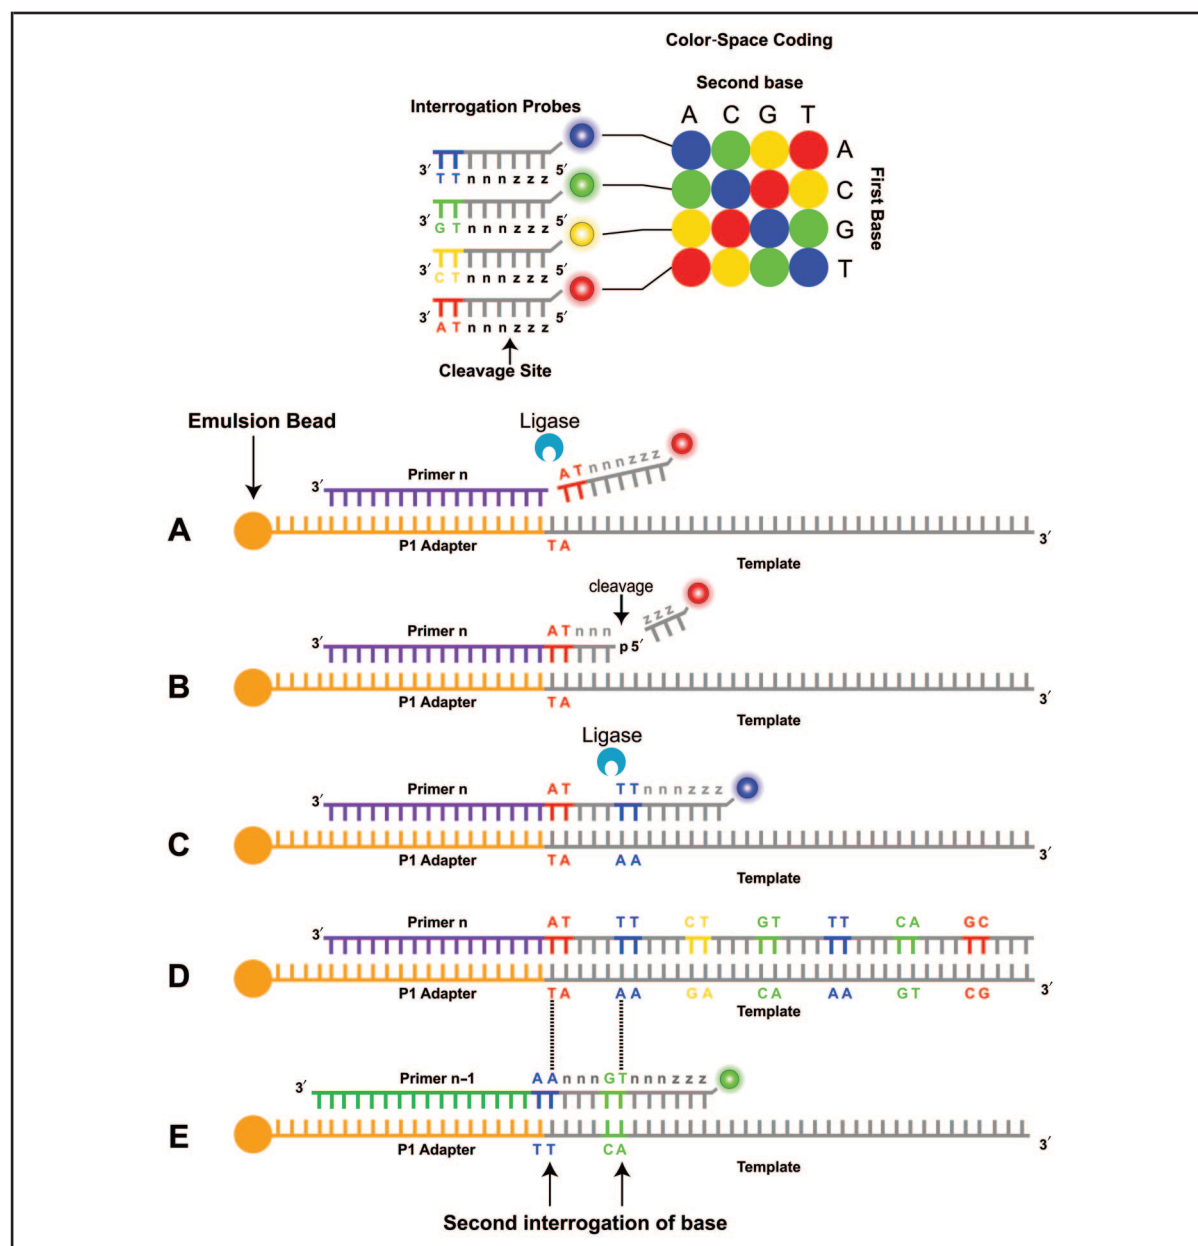 Color-Space Coding
Second base
Interrogation Probes
A C G T
A
C
G
T
First Base
3′ T T n n n z z z 5′
3′ G T n n n z z z 5′
3′ C T n n n z z z 5′
3′ A T n n n z z z 5′
Cleavage Site
Emulsion Bead
Ligase
3′ Primer n A T n n n z z z
A
P1 Adapter T A Template 3′
cleavage
3′ Primer n A T n n n p 5′ z z z
B
P1 Adapter T A Template 3′
Ligase
3′ Primer n A T T T n n n z z z
C
P1 Adapter T A A A Template 3′
3′ Primer n A T T T C T G T T T C A G C
D
P1 Adapter T A A A G A C A A A G T C G 3′
Template
3′ Primer n–1 A A n n n G T n n n z z z
E
P1 Adapter T T C A Template 3′
Second interrogation of base